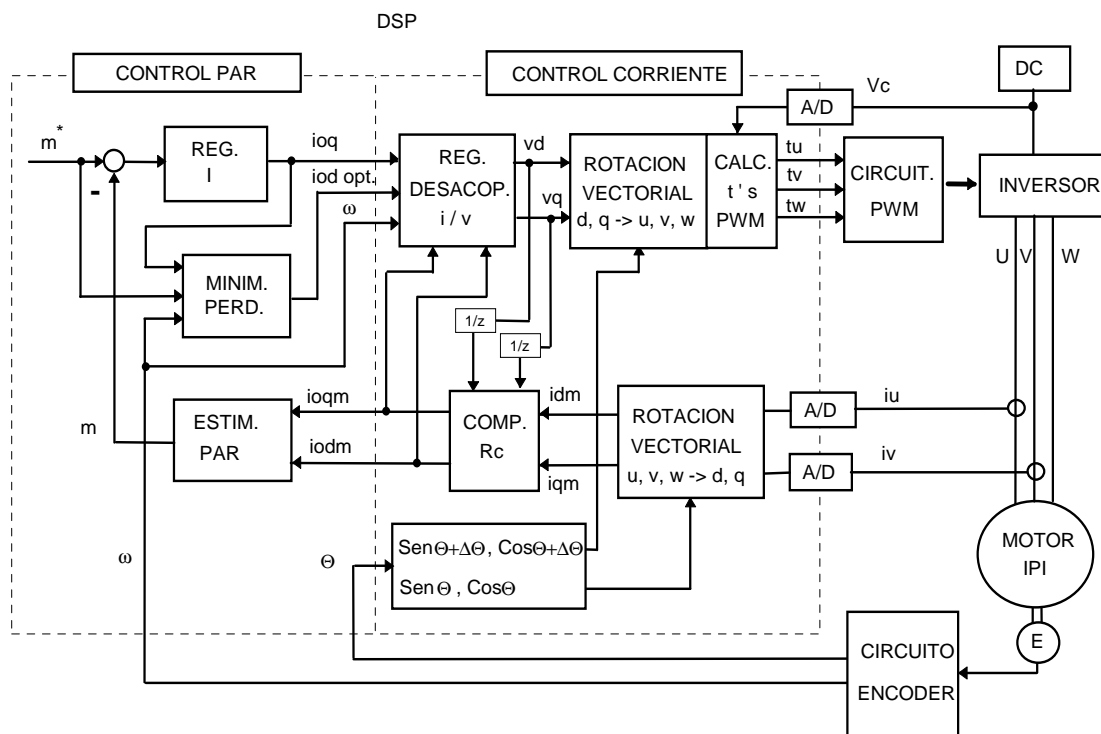 DSP
CONTROL PAR
CONTROL CORRIENTE
DC
Vc
A/D
m*
ioq
vd
tu
REG.
I
REG.
DESACOP.
i / v
ROTACION
VECTORIAL
d, q -> u, v, w
CALC.
t ' s
PWM
CIRCUIT.
PWM
INVERSOR
-
iod opt.
tv
ω
vq
tw
U
V
W
MINIM.
PERD.
1/z
1/z
ioqm
idm
iu
A/D
m
ESTIM.
PAR
COMP.
Rc
ROTACION
VECTORIAL
u, v, w -> d, q
iodm
iqm
iv
A/D
ω
Θ
SenΘ+ΔΘ, CosΘ+ΔΘ
SenΘ , CosΘ
MOTOR
IPI
E
CIRCUITO
ENCODER